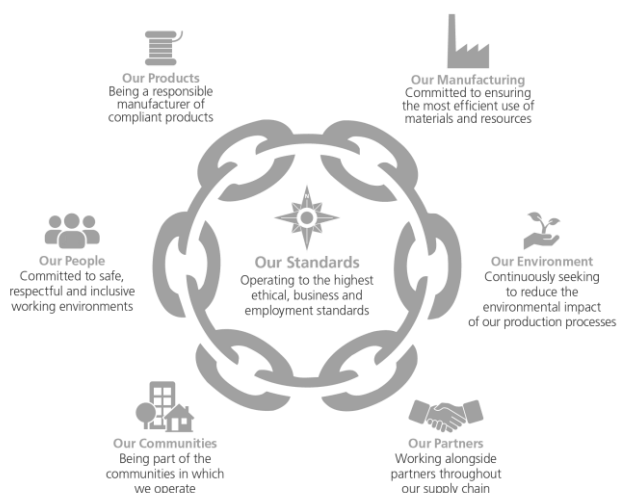 Our Products
Being a responsible
manufacturer of
compliant products
Our Manufacturing
Committed to ensuring
the most efficient use of
materials and resources
N
Our Standards
Operating to the highest
ethical, business and
employment standards
Our People
Committed to safe,
respectful and inclusive
working environments
Our Environment
Continuously seeking
to reduce the
environmental impact
of our production processes
Our Communities
Being part of the
communities in which
we operate
Our Partners
Working alongside
partners throughout
our supply chain